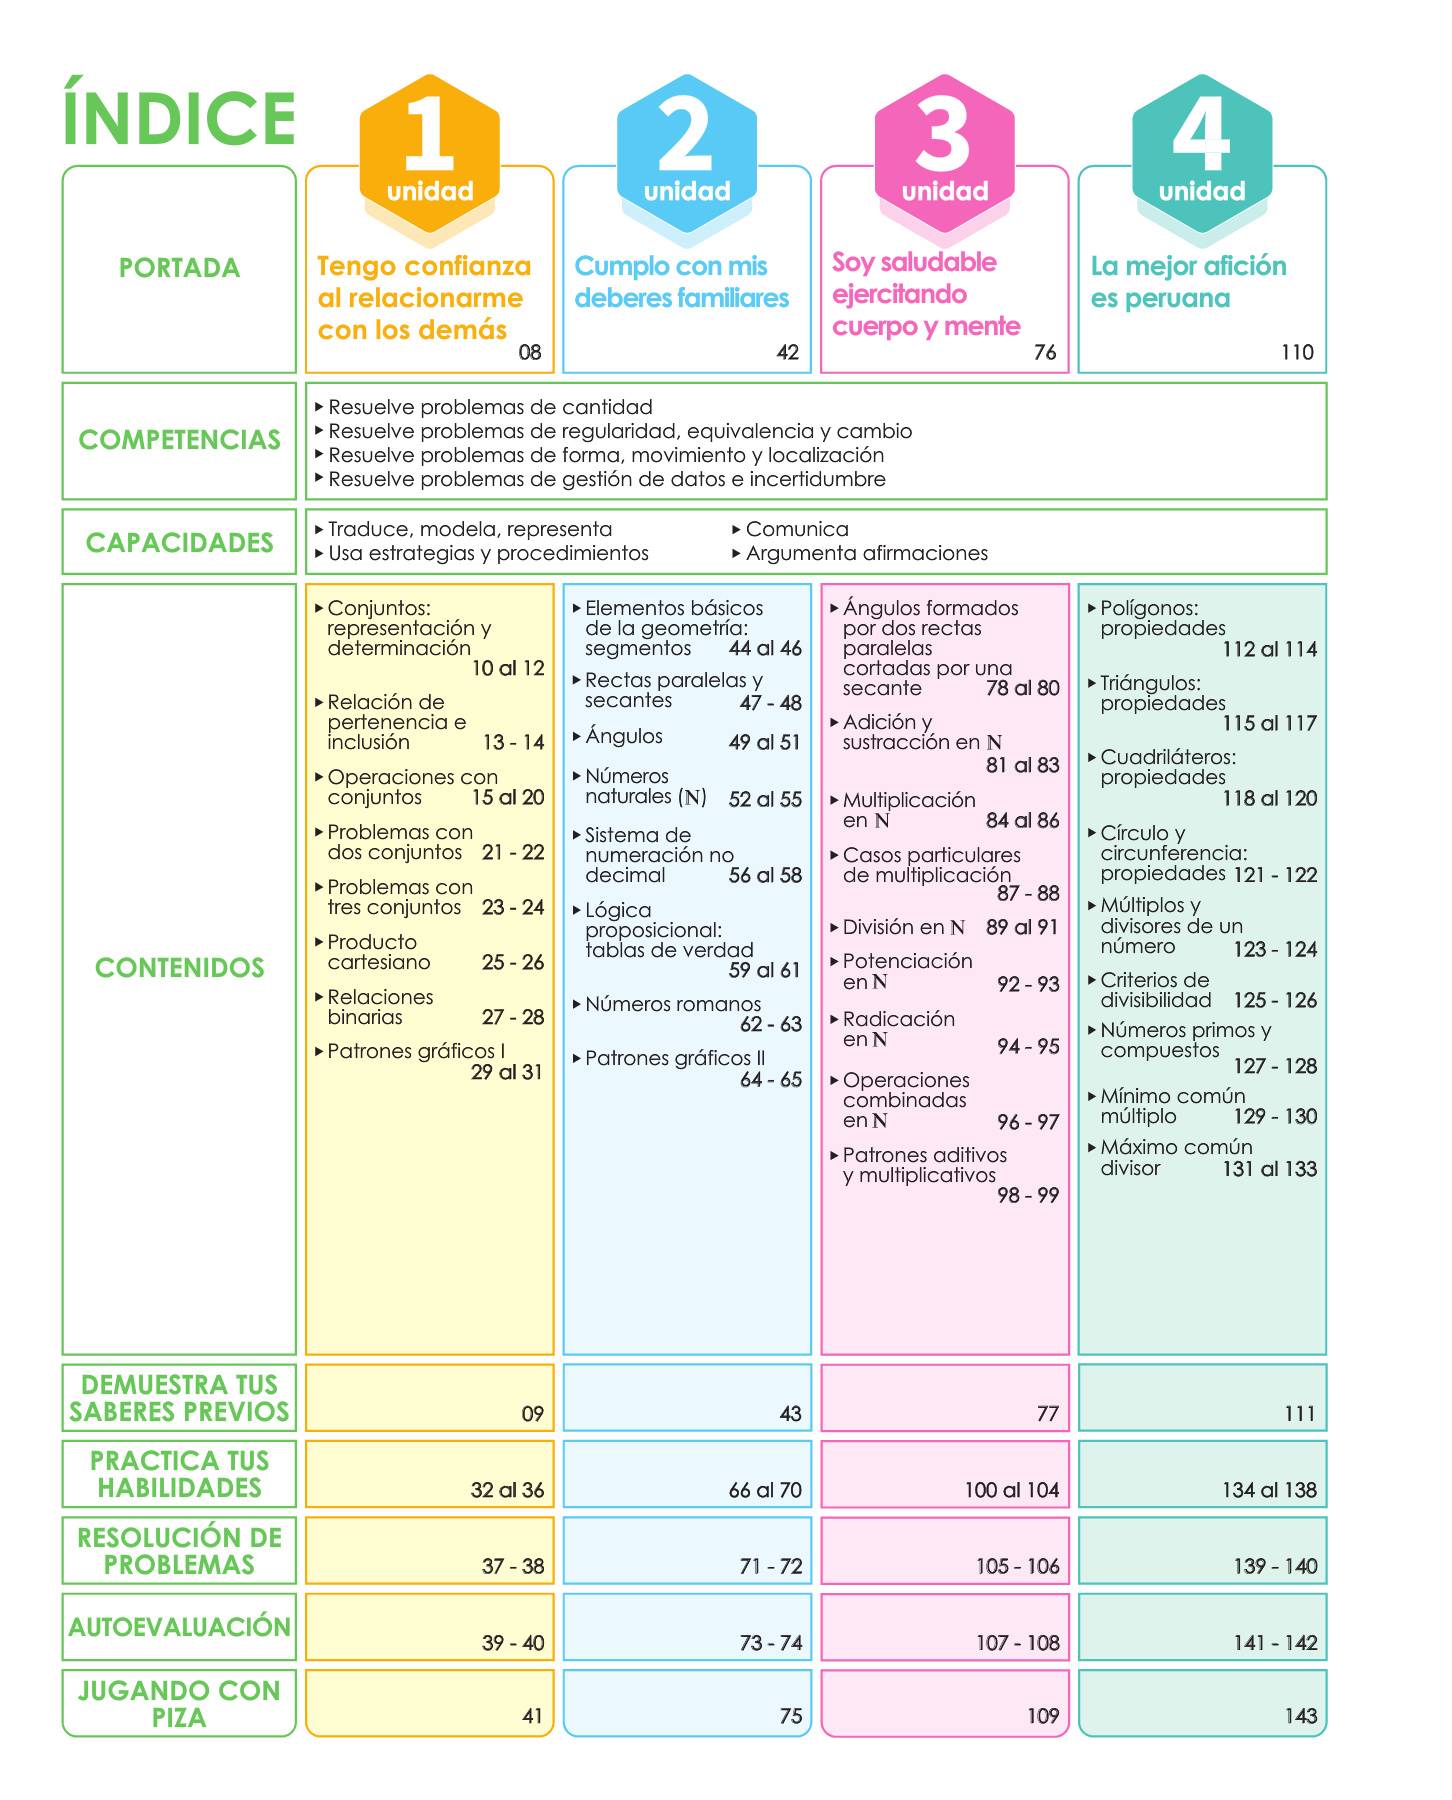 ÍNDICE
1
unidad
2
unidad
3
unidad
4
unidad
PORTADA
Tengo confianza
al relacionarme
con los demás
08
Cumplo con mis
deberes familiares
42
Soy saludable
ejercitando
cuerpo y mente
76
La mejor afición
es peruana
110
COMPETENCIAS
▸ Resuelve problemas de cantidad
▸ Resuelve problemas de regularidad, equivalencia y cambio
▸ Resuelve problemas de forma, movimiento y localización
▸ Resuelve problemas de gestión de datos e incertidumbre
CAPACIDADES
▸ Traduce, modela, representa
▸ Usa estrategias y procedimientos
▸ Comunica
▸ Argumenta afirmaciones
CONTENIDOS
▸ Conjuntos:
representación y
determinación
10 al 12
▸ Relación de
pertenencia e
inclusión 13 - 14
▸ Operaciones con
conjuntos 15 al 20
▸ Problemas con
dos conjuntos 21 - 22
▸ Problemas con
tres conjuntos 23 - 24
▸ Producto
cartesiano 25 - 26
▸ Relaciones
binarias 27 - 28
▸ Patrones gráficos I
29 al 31
▸ Elementos básicos
de la geometría:
segmentos 44 al 46
▸ Rectas paralelas y
secantes 47 - 48
▸ Ángulos 49 al 51
▸ Números
naturales (N) 52 al 55
▸ Sistema de
numeración no
decimal 56 al 58
▸ Lógica
proposicional:
tablas de verdad
59 al 61
▸ Números romanos
62 - 63
▸ Patrones gráficos II
64 - 65
▸ Ángulos formados
por dos rectas
paralelas
cortadas por una
secante 78 al 80
▸ Adición y
sustracción en N
81 al 83
▸ Multiplicación
en N 84 al 86
▸ Casos particulares
de multiplicación
87 - 88
▸ División en N 89 al 91
▸ Potenciación
en N 92 - 93
▸ Radicación
en N 94 - 95
▸ Operaciones
combinadas
en N 96 - 97
▸ Patrones aditivos
y multiplicativos
98 - 99
▸ Polígonos:
propiedades
112 al 114
▸ Triángulos:
propiedades
115 al 117
▸ Cuadriláteros:
propiedades
118 al 120
▸ Círculo y
circunferencia:
propiedades 121 - 122
▸ Múltiplos y
divisores de un
número 123 - 124
▸ Criterios de
divisibilidad 125 - 126
▸ Números primos y
compuestos
127 - 128
▸ Mínimo común
múltiplo 129 - 130
▸ Máximo común
divisor 131 al 133
DEMUESTRA TUS
SABERES PREVIOS
09
43
77
111
PRACTICA TUS
HABILIDADES
32 al 36
66 al 70
100 al 104
134 al 138
RESOLUCIÓN DE
PROBLEMAS
37 - 38
71 - 72
105 - 106
139 - 140
AUTOEVALUACIÓN
39 - 40
73 - 74
107 - 108
141 - 142
JUGANDO CON
PIZA
41
75
109
143